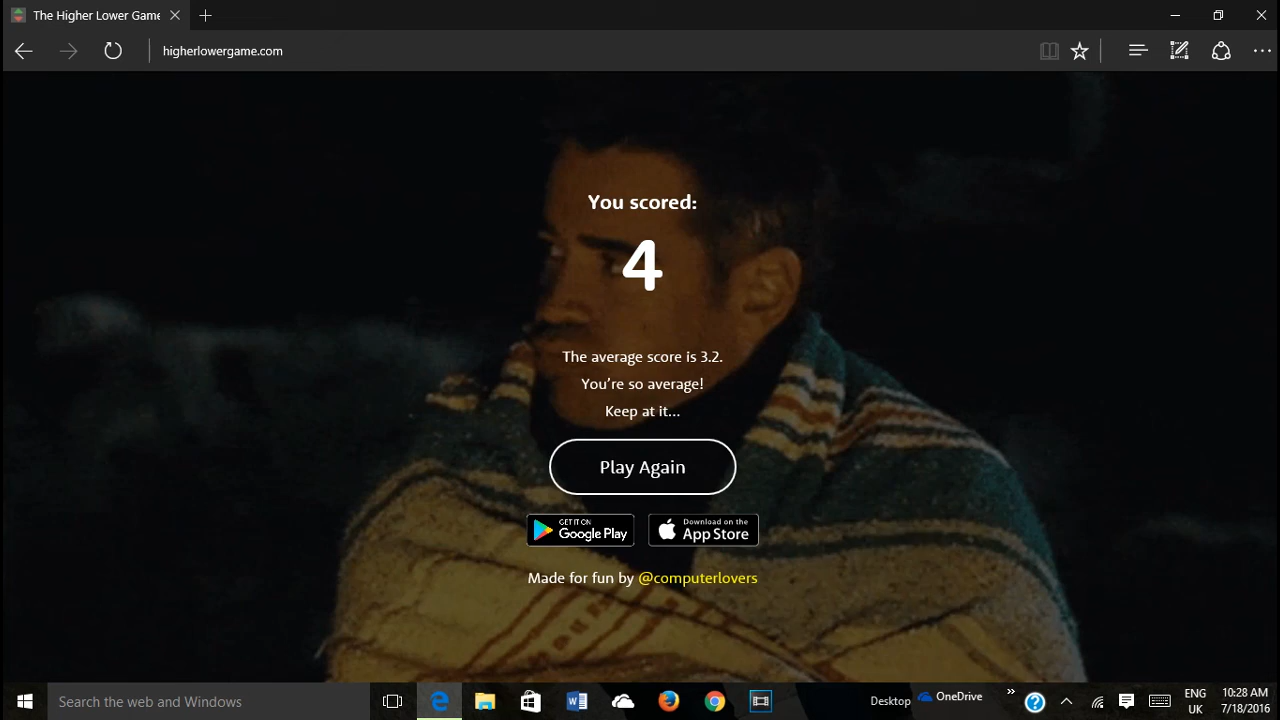 The Higher Lower Game
higherlowergame.com
You scored:
4
The average score is 3.2.
You're so average!
Keep at it...
Play Again
GET IT ON
Google Play
Download on the
App Store
Made for fun by @computerlovers
Search the web and Windows
Desktop
OneDrive
ENG
UK
10:28 AM
7/18/2016